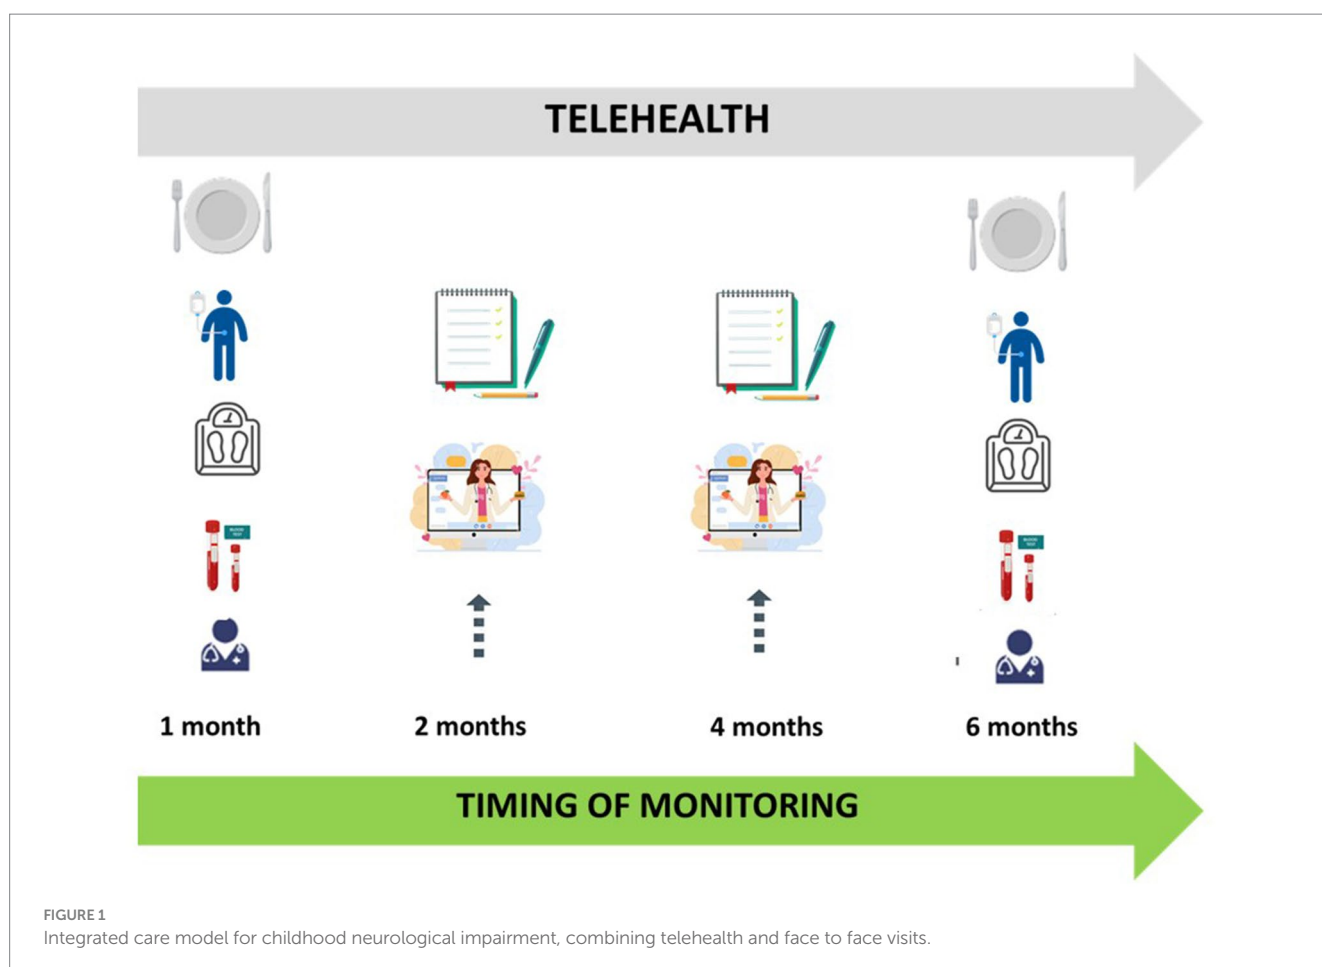 TELEHEALTH
1 month
2 months
4 months
6 months
TIMING OF MONITORING
FIGURE 1
Integrated care model for childhood neurological impairment, combining telehealth and face to face visits.